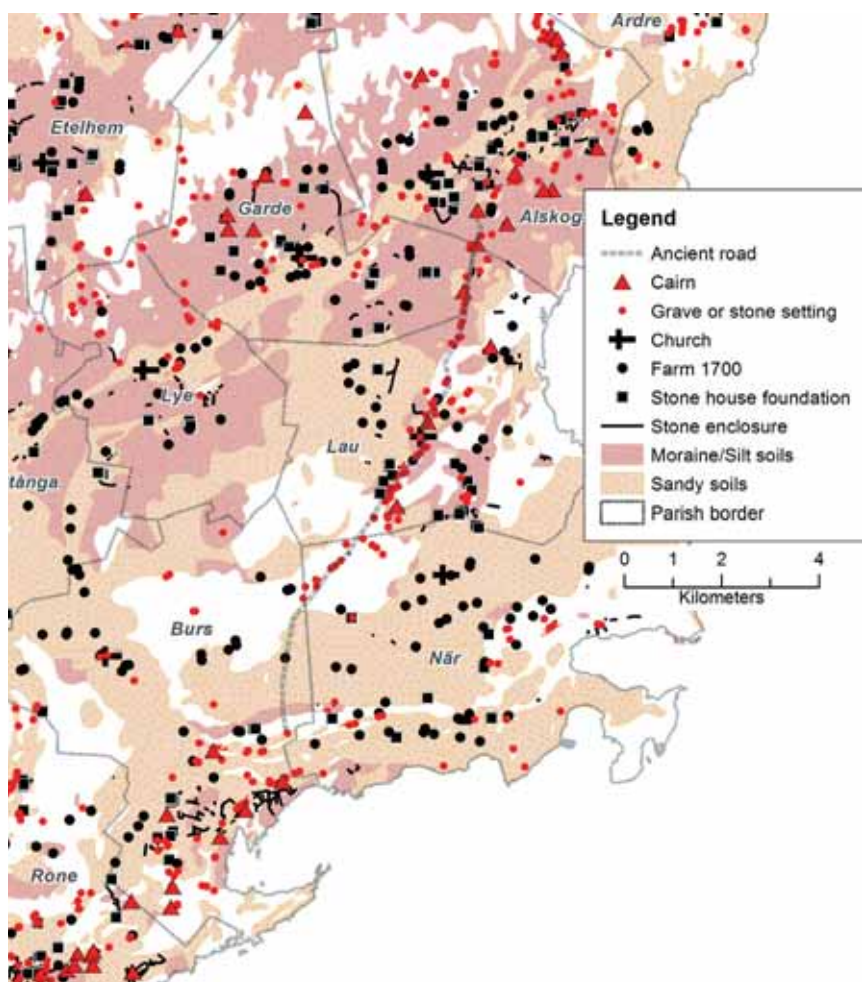 Ardre
Etelhem
Garde
Alskog
Lye
Lau
tånga
Burs
När
Rone
Legend
Ancient road
Cairn
Grave or stone setting
Church
Farm 1700
Stone house foundation
Stone enclosure
Moraine/Silt soils
Sandy soils
Parish border
0 1 2 4
Kilometers